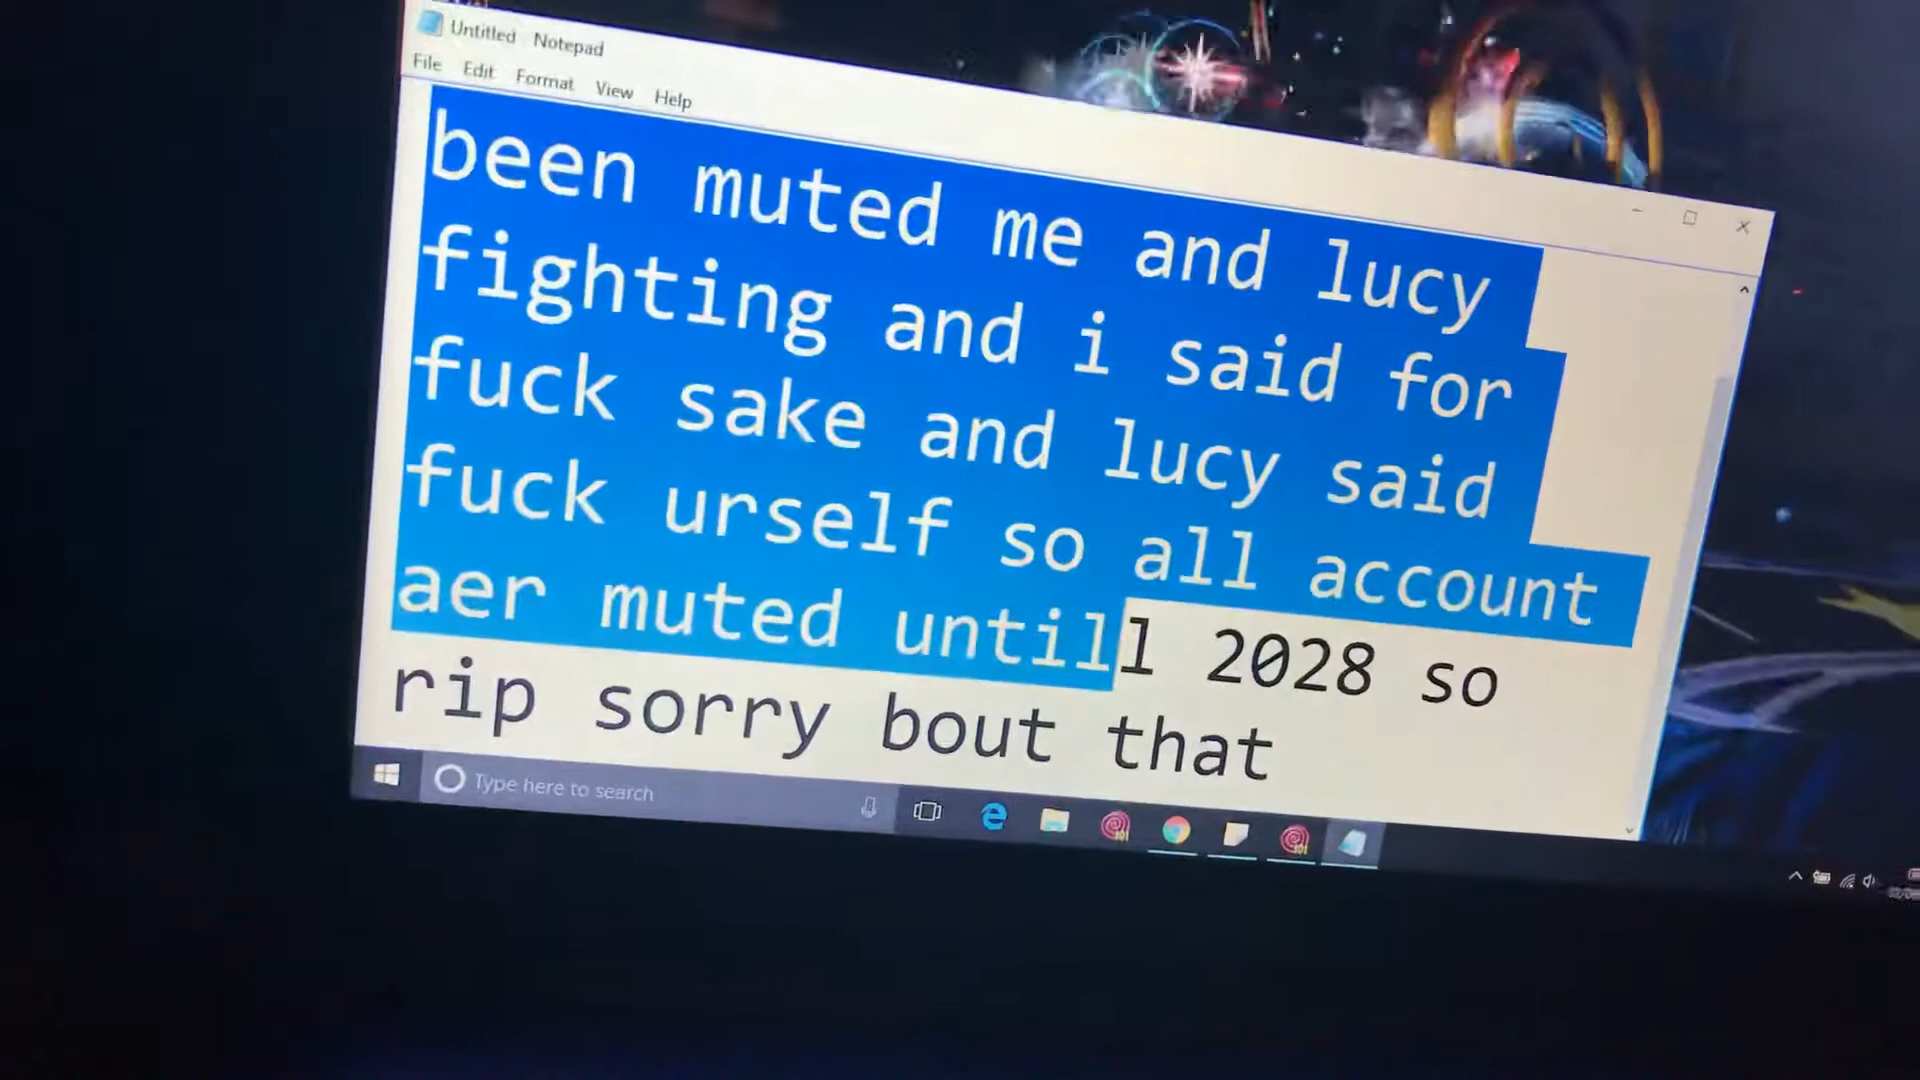 Untitled - Notepad
File Edit Format View Help
been muted me and lucy
fighting and i said for
fuck sake and lucy said
fuck urself so all account
aer muted untill 2028 so
rip sorry bout that
Type here to search
101
101